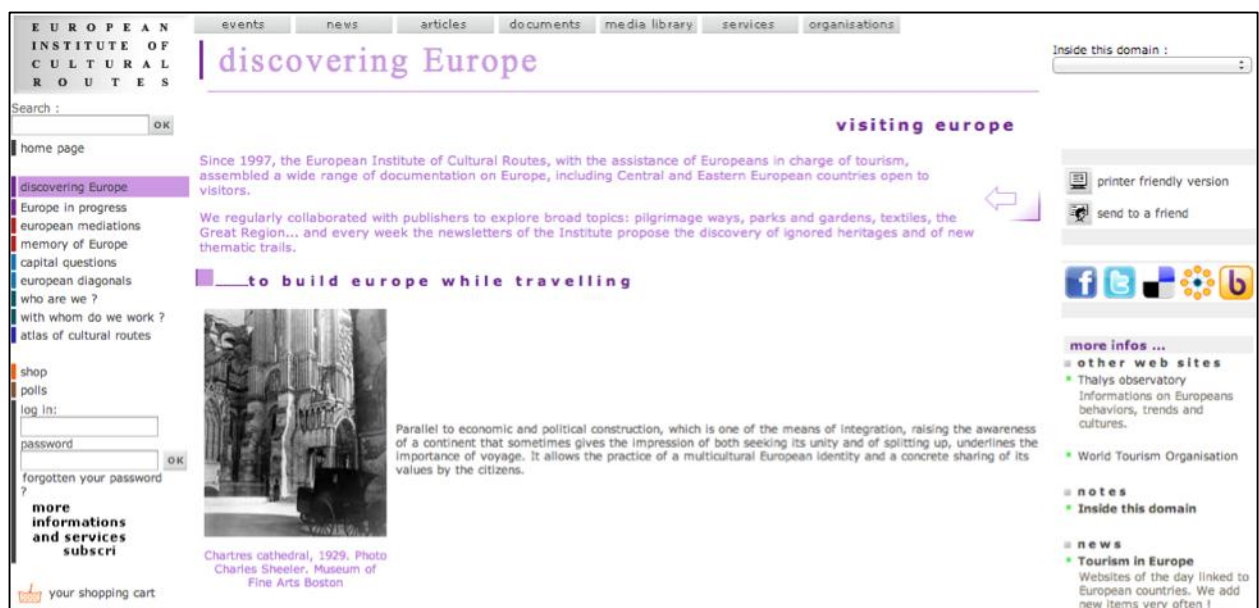 E U R O P E A N
INSTITUTE OF
CULTURAL
ROUTES
events news articles documents media library services organisations
discovering Europe
Inside this domain :
Search :
OK
home page
discovering Europe
Europe in progress
european mediations
memory of Europe
capital questions
european diagonals
who are we ?
with whom do we work ?
atlas of cultural routes
shop
polls
log in:
password
OK
forgotten your password
?
more
informations
and services
subscri
your shopping cart
visiting europe
Since 1997, the European Institute of Cultural Routes, with the assistance of Europeans in charge of tourism,
assembled a wide range of documentation on Europe, including Central and Eastern European countries open to
visitors.
We regularly collaborated with publishers to explore broad topics: pilgrimage ways, parks and gardens, textiles, the
Great Region... and every week the newsletters of the Institute propose the discovery of ignored heritages and of new
thematic trails.
to build europe while travelling
Parallel to economic and political construction, which is one of the means of integration, raising the awareness
of a continent that sometimes gives the impression of both seeking its unity and of splitting up, underlines the
importance of voyage. It allows the practice of a multicultural European identity and a concrete sharing of its
values by the citizens.
Chartres cathedral, 1929. Photo
Charles Sheeler. Museum of
Fine Arts Boston
printer friendly version
send to a friend
f t b
more infos ...
other web sites
Thalys observatory
Informations on Europeans
behaviors, trends and
cultures.
World Tourism Organisation
notes
Inside this domain
news
Tourism in Europe
Websites of the day linked to
European countries. We add
new items very often !